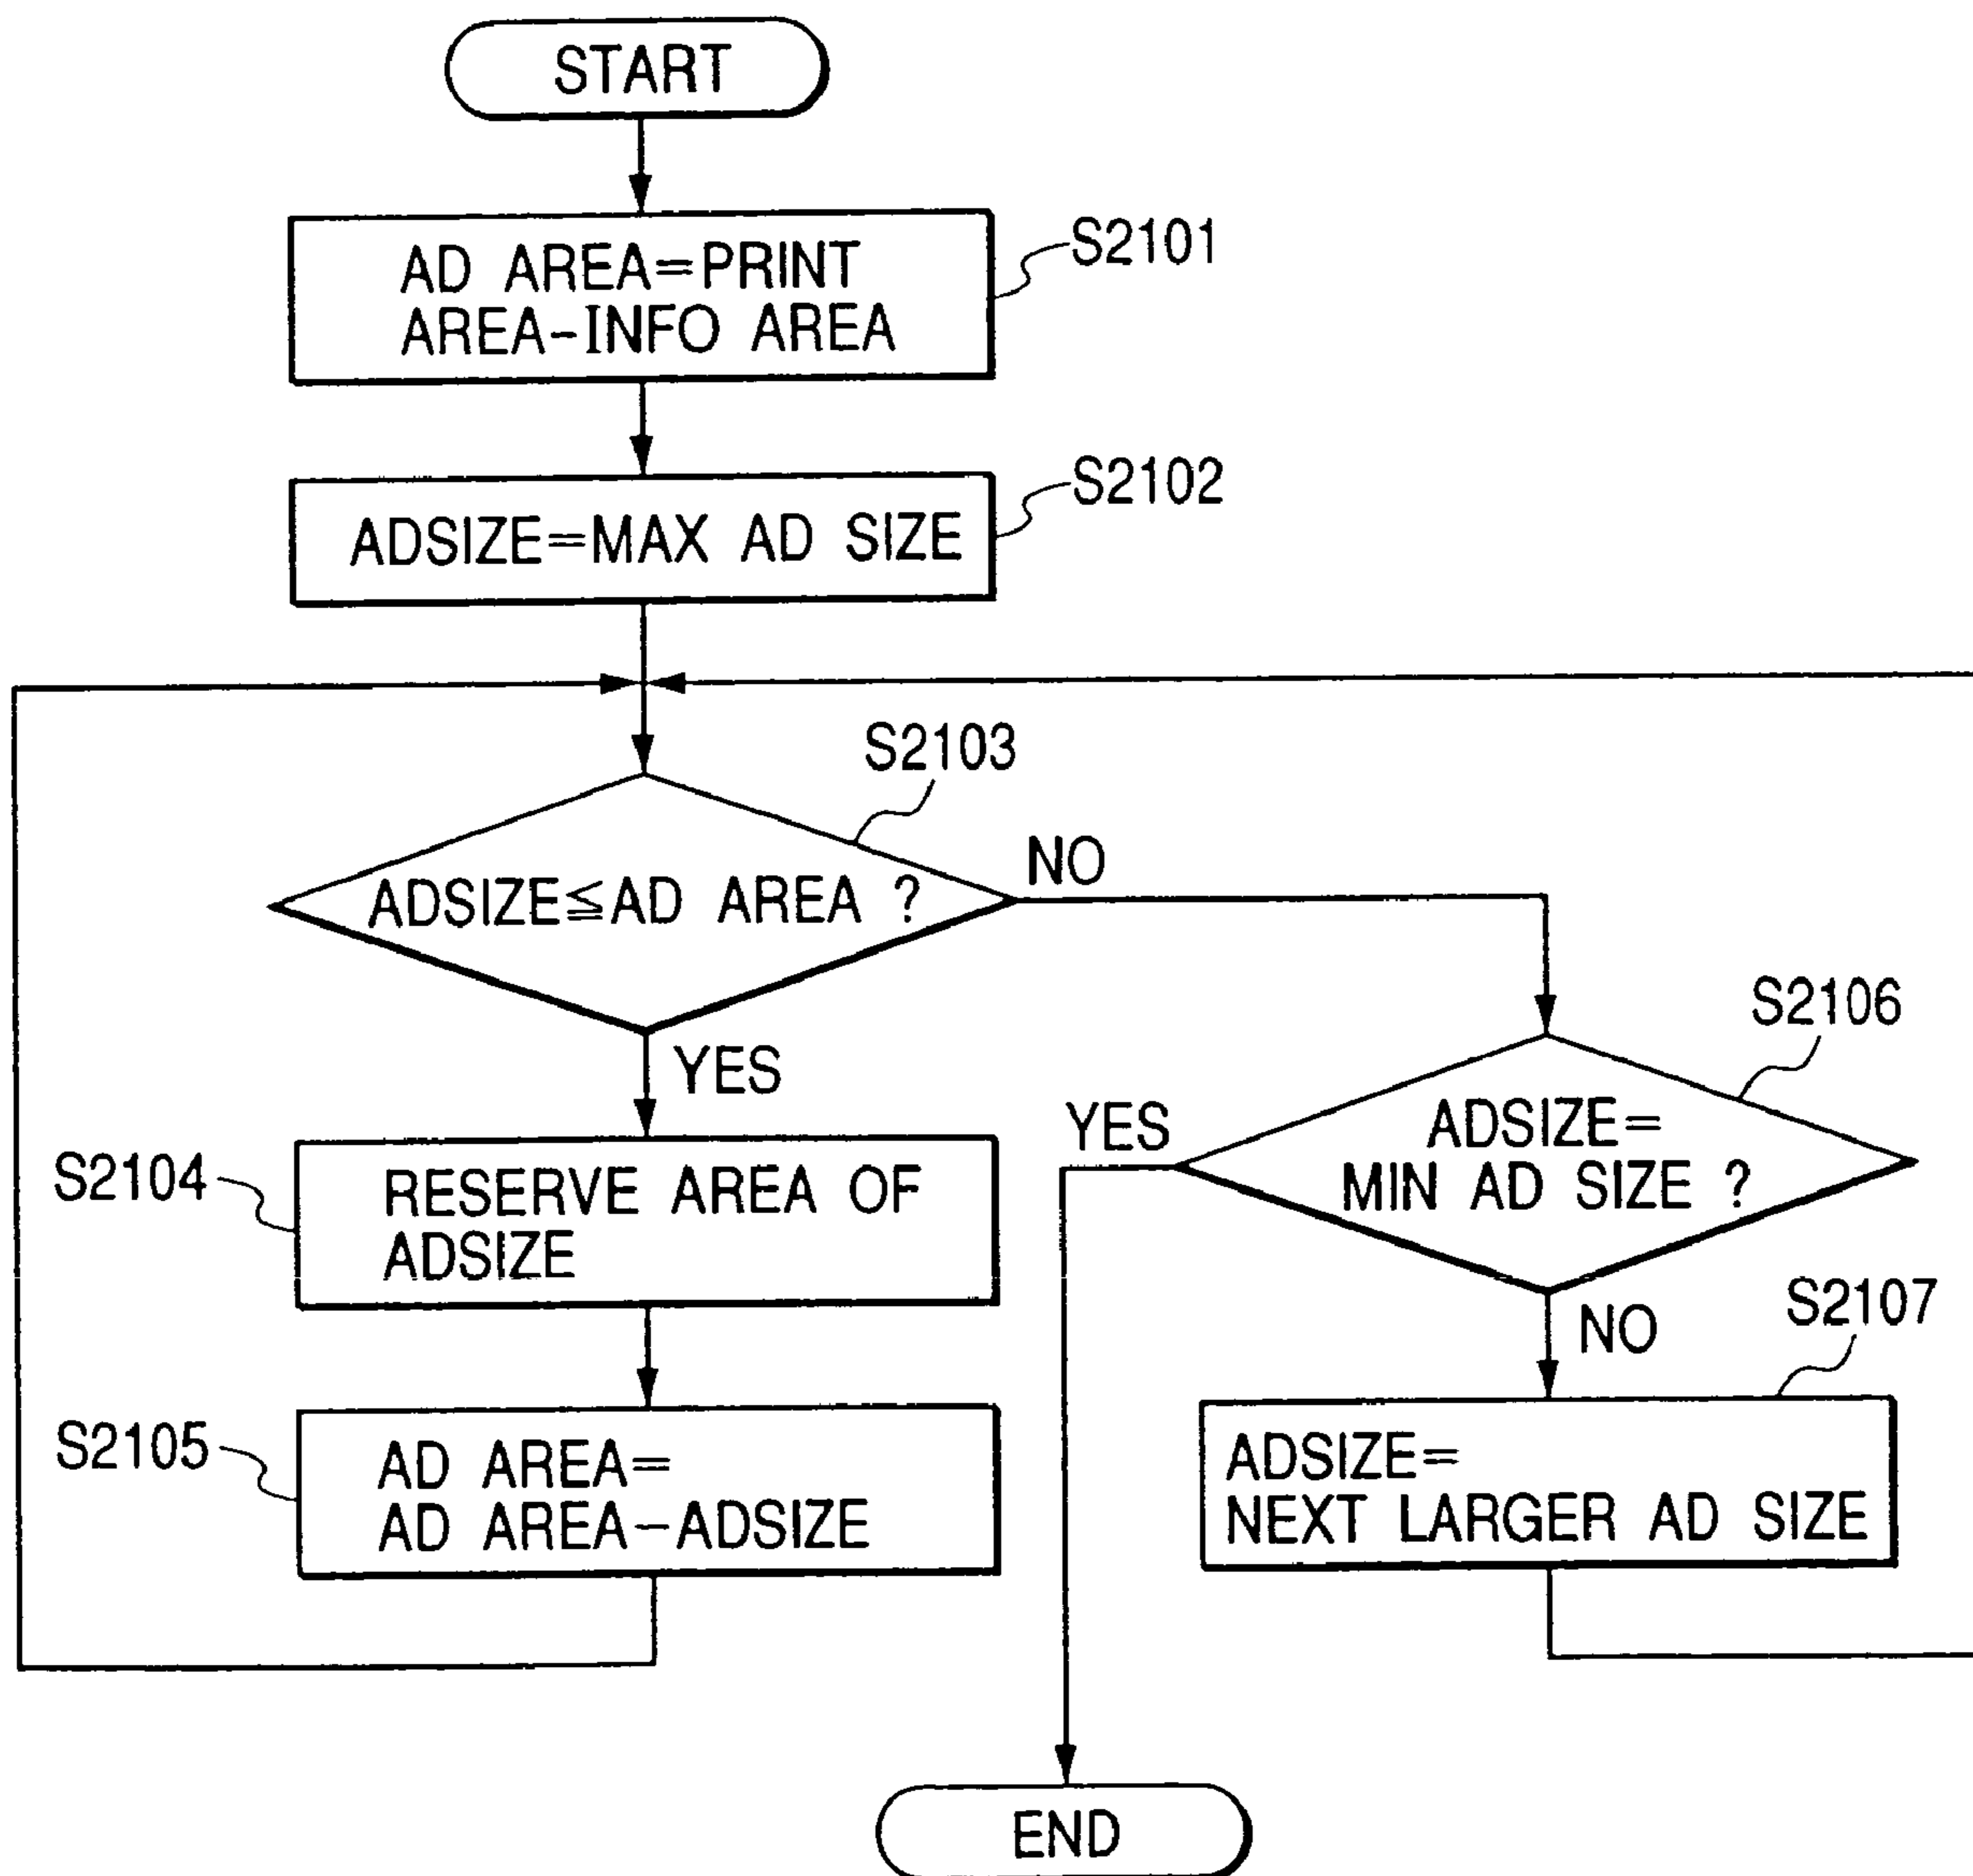 START
AD AREA=PRINT
AREA-INFO AREA
S2101
ADSIZE=MAX AD SIZE
S2102
S2103
ADSIZE≦AD AREA ?
NO
YES
S2104
RESERVE AREA OF
ADSIZE
S2105
AD AREA=
AD AREA-ADSIZE
S2106
ADSIZE=
MIN AD SIZE ?
YES
NO
S2107
ADSIZE=
NEXT LARGER AD SIZE
END